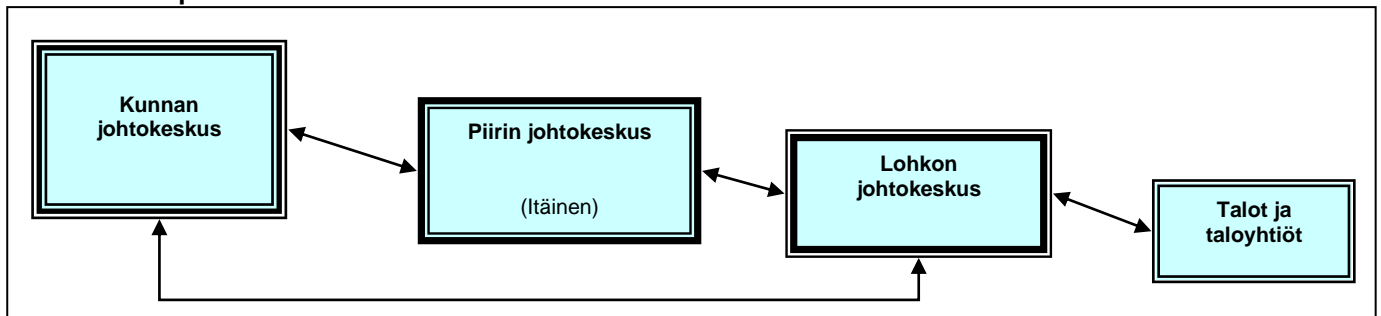 Kunnan
johtokeskus
Piirin johtokeskus
(Itäinen)
Lohkon
johtokeskus
Talot ja
taloyhtiöt